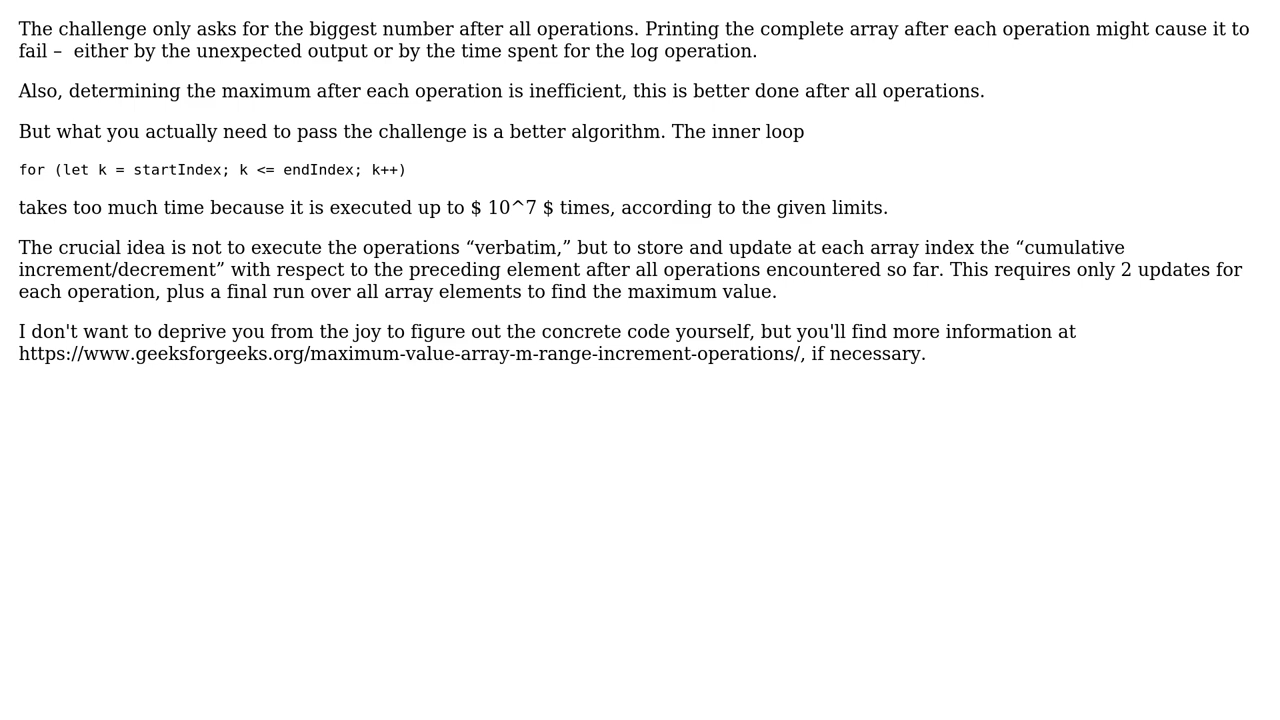 The challenge only asks for the biggest number after all operations. Printing the complete array after each operation might cause it to
fail –  either by the unexpected output or by the time spent for the log operation.
Also, determining the maximum after each operation is inefficient, this is better done after all operations.
But what you actually need to pass the challenge is a better algorithm. The inner loop
for (let k = startIndex; k <= endIndex; k++)
takes too much time because it is executed up to $ 10^7 $ times, according to the given limits.
The crucial idea is not to execute the operations “verbatim,” but to store and update at each array index the “cumulative
increment/decrement” with respect to the preceding element after all operations encountered so far. This requires only 2 updates for
each operation, plus a final run over all array elements to find the maximum value.
I don't want to deprive you from the joy to figure out the concrete code yourself, but you'll find more information at
https://www.geeksforgeeks.org/maximum-value-array-m-range-increment-operations/, if necessary.